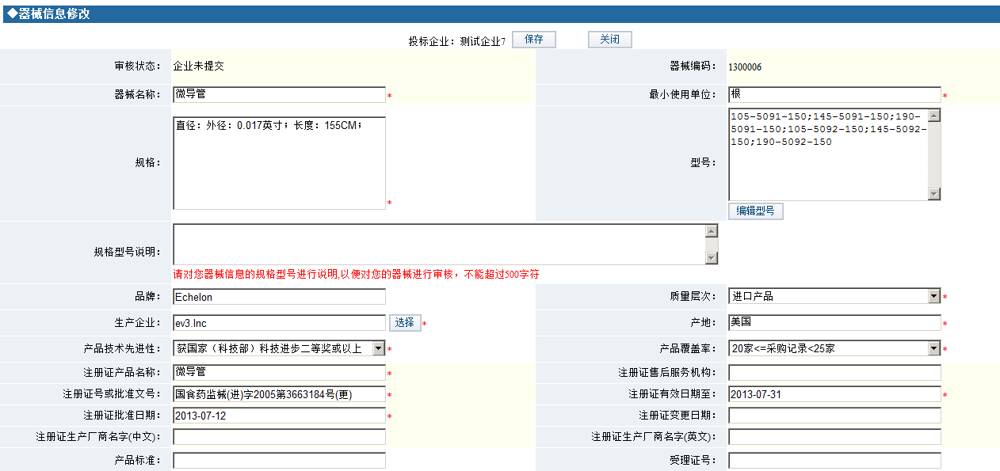 ◆器械信息修改
投标企业：测试企业7 保存 关闭
审核状态： 企业未提交 器械编码： 1300006
器械名称： 微导管 * 最小使用单位： 根 *
规格： 直径：外径：0.017英寸；长度：155CM； *
型号： 105-5091-150;145-5091-150;190-
5091-150;105-5092-150;145-5092-
150;190-5092-150
编辑型号
规格型号说明：
请对您器械信息的规格型号进行说明,以便对您的器械进行审核，不能超过500字符
品牌： Echelon 质量层次： 进口产品 *
生产企业： ev3.Inc 选择 * 产地： 美国 *
产品技术先进性： 获国家（科技部）科技进步二等奖或以上 * 产品覆盖率： 20家<=采购记录<25家 *
注册证产品名称： 微导管 * 注册证售后服务机构：
注册证号或批准文号： 国食药监械(进)字2005第3663184号(更) * 注册证有效日期至： 2013-07-31 *
注册证批准日期： 2013-07-12 * 注册证变更日期：
注册证生产厂商名字(中文)： 注册证生产厂商名字(英文)：
产品标准： 受理证号：